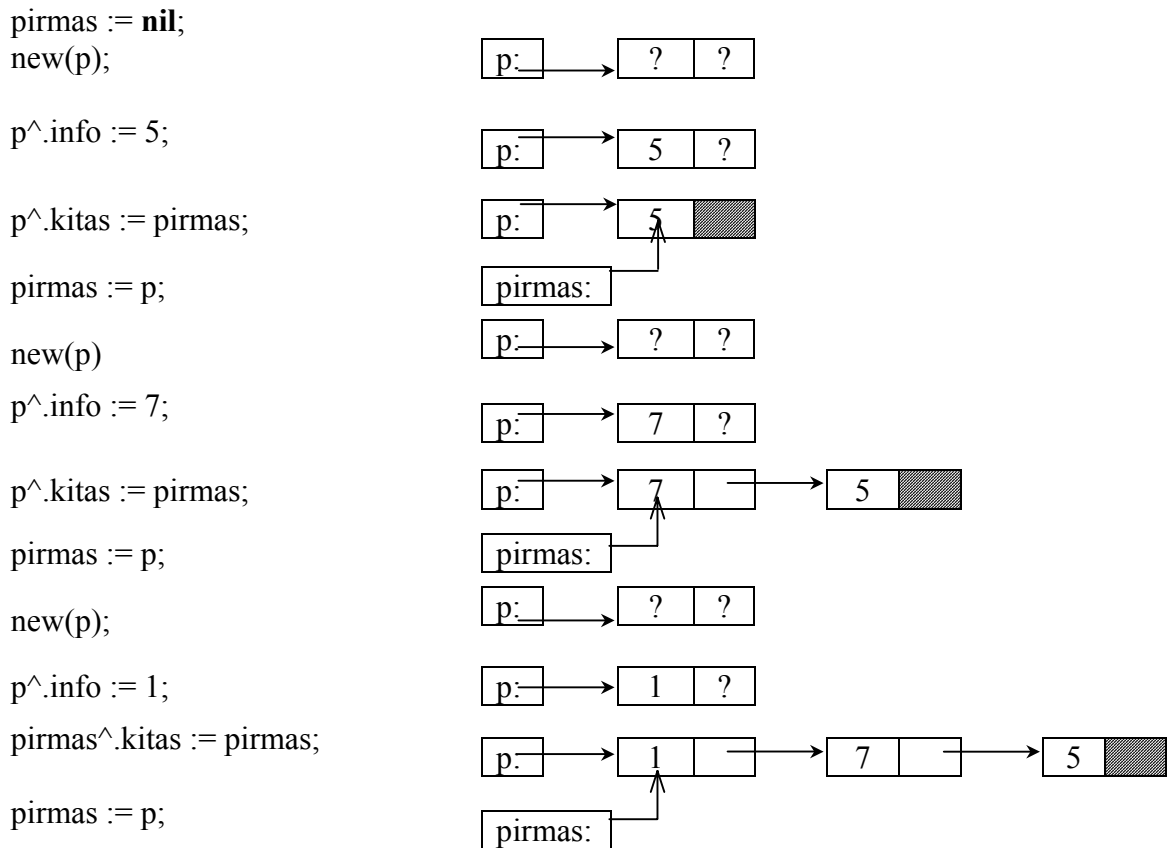 pirmas := nil;
new(p);
p: ? ?
p^.info := 5;
p: 5 ?
p^.kitas := pirmas;
p: 5
pirmas := p;
pirmas:
new(p)
p: ? ?
p^.info := 7;
p: 7 ?
p^.kitas := pirmas;
p: 7 5
pirmas := p;
pirmas:
new(p);
p: ? ?
p^.info := 1;
p: 1 ?
pirmas^.kitas := pirmas;
p: 1 7 5
pirmas := p;
pirmas: